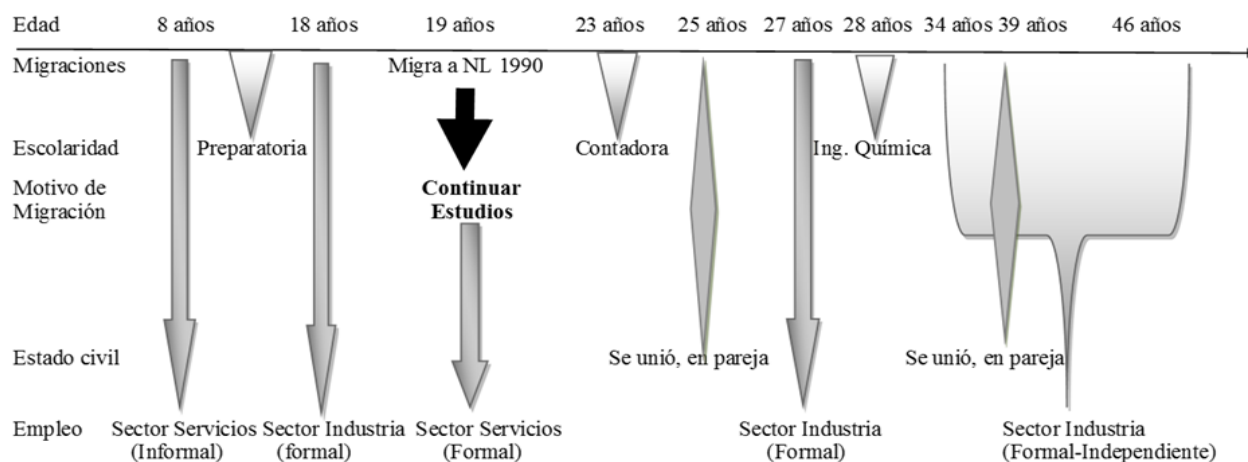 Edad 8 años 18 años 19 años 23 años 25 años 27 años 28 años 34 años 39 años 46 años
Migraciones Migra a NL 1990
Escolaridad Preparatoria Contadora Ing. Química
Motivo de Continuar
Migración Estudios
Estado civil Se unió, en pareja Se unió, en pareja
Empleo Sector Servicios Sector Industria Sector Servicios Sector Industria Sector Industria
(Informal) (formal) (Formal) (Formal) (Formal-Independiente)